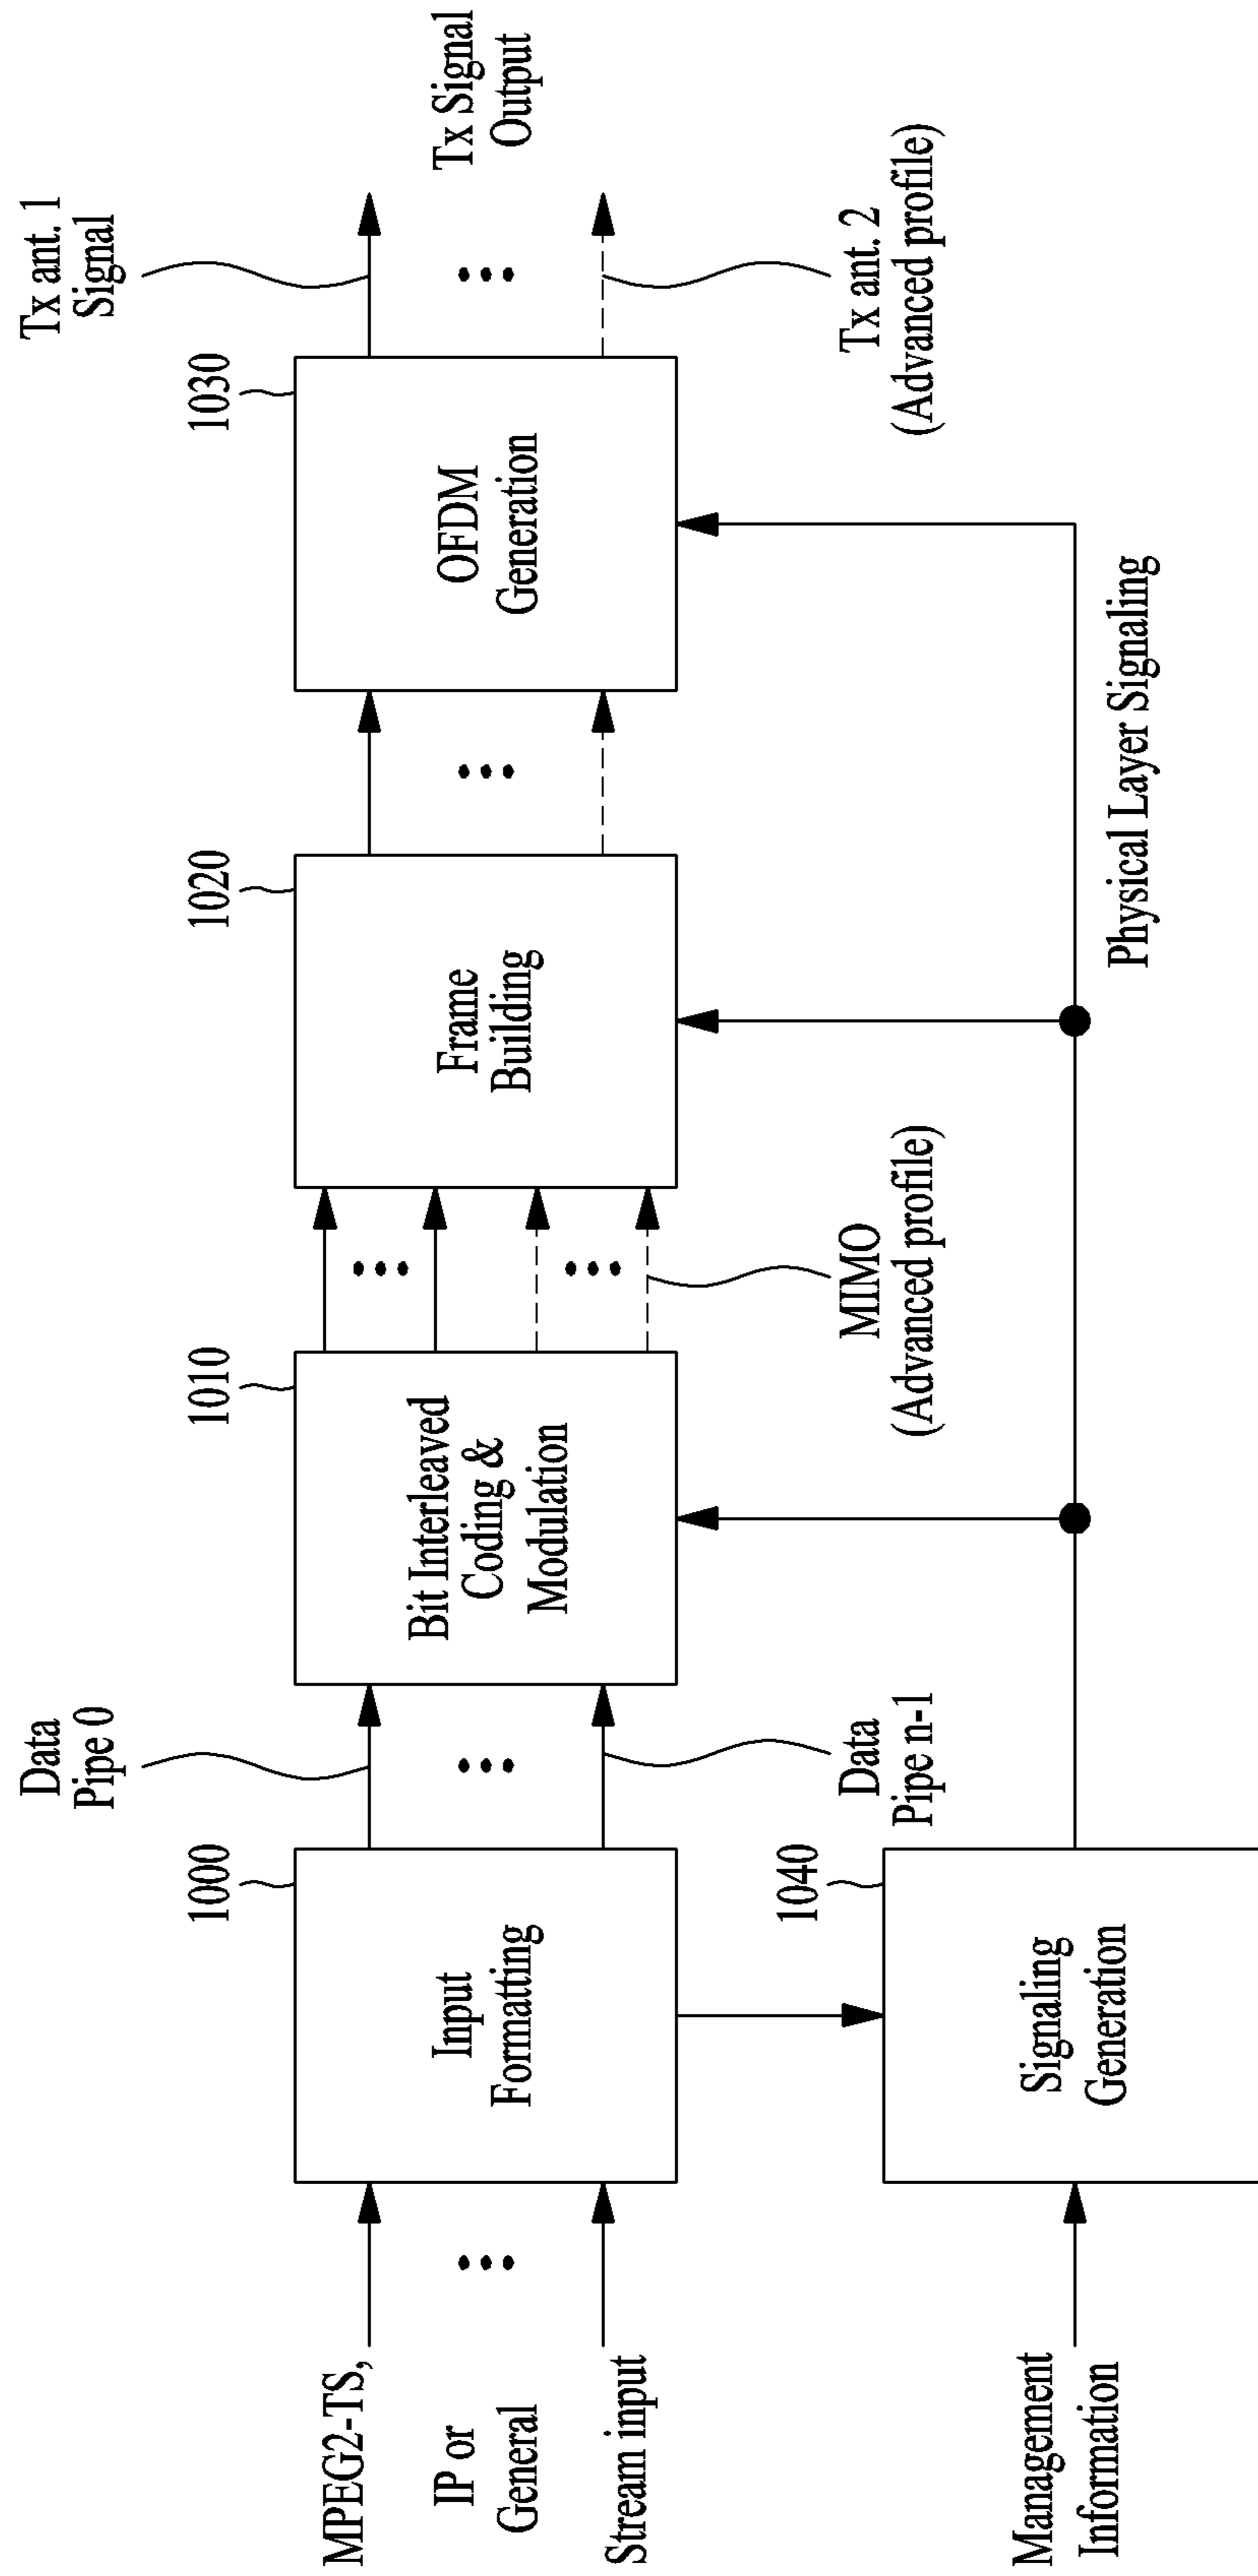 MPEG2-TS,
IP or
General
Stream input
1000
Input
Formatting
Data
Pipe 0
Data
Pipe n-1
1010
Bit Interleaved
Coding &
Modulation
MIMO
(Advanced profile)
1020
Frame
Building
1030
OFDM
Generation
Tx ant. 1
Signal
Tx Signal
Output
Tx ant. 2
(Advanced profile)
Management
Information
1040
Signaling
Generation
Physical Layer Signaling